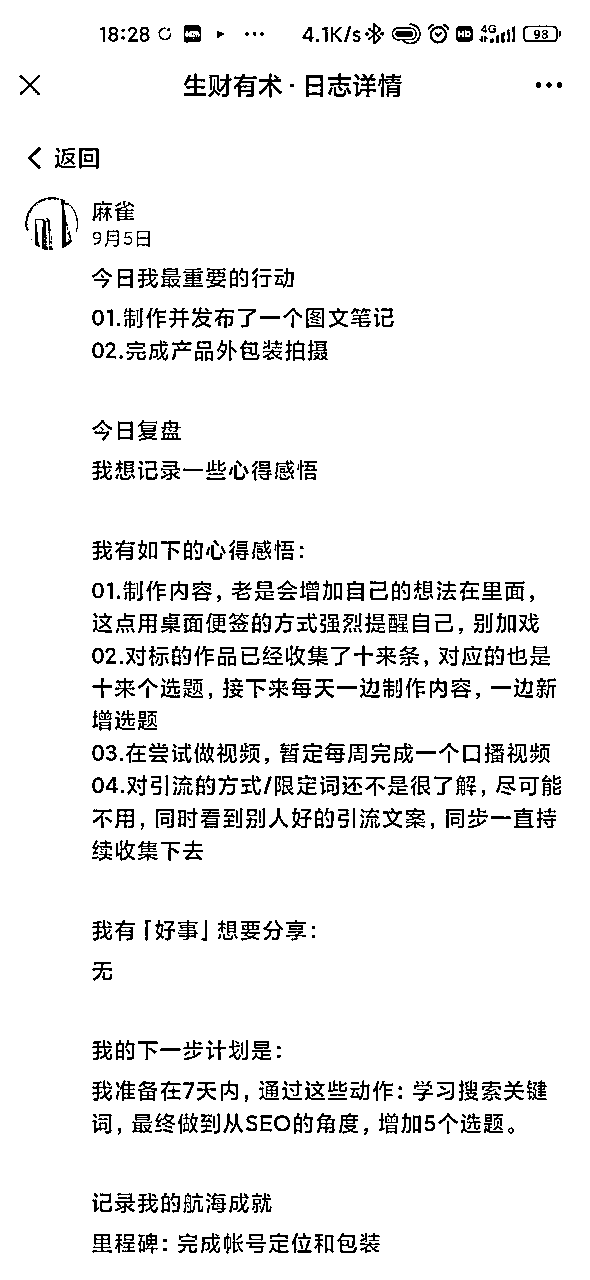 18:28 4.1K/s HD 4G 98
生财有术·日志详情
返回
麻雀
9月5日
今日我最重要的行动
01.制作并发布了一个图文笔记
02.完成产品外包装拍摄
今日复盘
我想记录一些心得感悟
我有如下的心得感悟：
01.制作内容，老是会增加自己的想法在里面，
这点用桌面便签的方式强烈提醒自己，别加戏
02.对标的作品已经收集了十来条，对应的也是
十来个选题，接下来每天一边制作内容，一边新
增选题
03.在尝试做视频，暂定每周完成一个口播视频
04.对引流的方式/限定词还不是很了解，尽可能
不用，同时看到别人好的引流文案，同步一直持
续收集下去
我有「好事」想要分享：
无
我的下一步计划是：
我准备在7天内，通过这些动作：学习搜索关键
词，最终做到从SEO的角度，增加5个选题。
记录我的航海成就
里程碑：完成帐号定位和包装